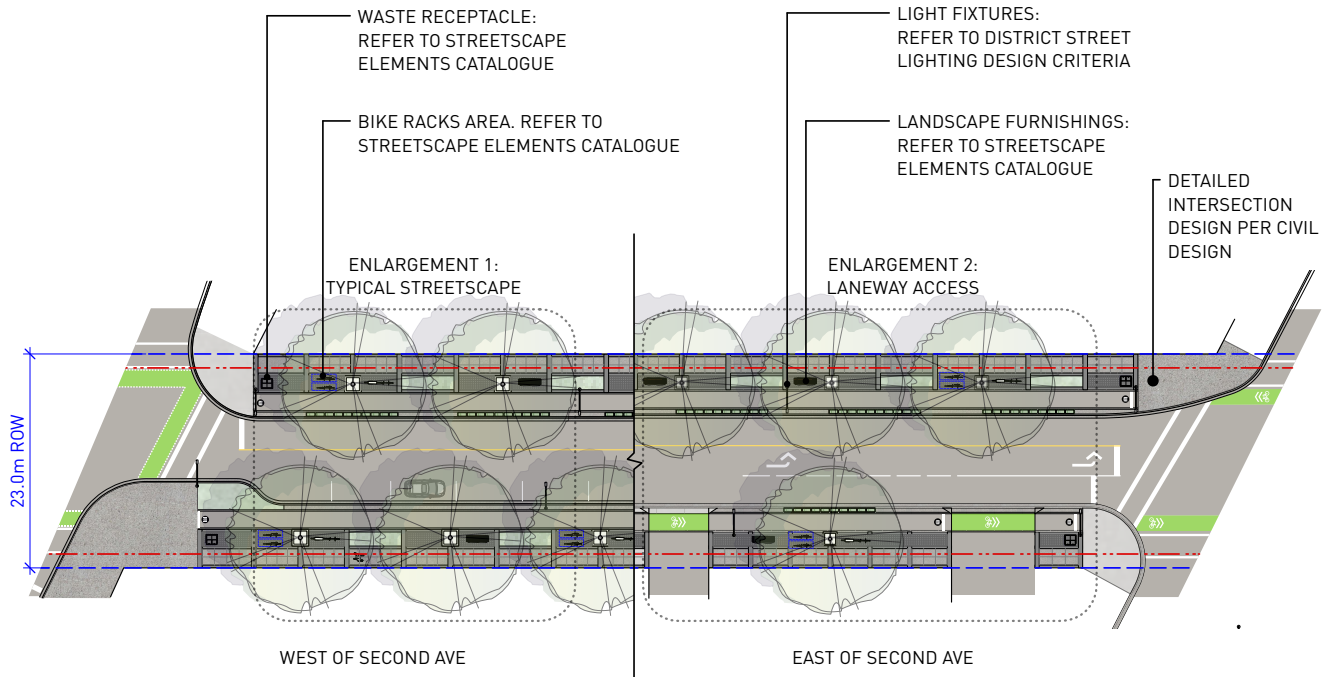 WASTE RECEPTACLE:
REFER TO STREETSCAPE
ELEMENTS CATALOGUE
LIGHT FIXTURES:
REFER TO DISTRICT STREET
LIGHTING DESIGN CRITERIA
BIKE RACKS AREA. REFER TO
STREETSCAPE ELEMENTS CATALOGUE
LANDSCAPE FURNISHINGS:
REFER TO STREETSCAPE
ELEMENTS CATALOGUE
DETAILED
INTERSECTION
DESIGN PER CIVIL
DESIGN
ENLARGEMENT 1:
TYPICAL STREETSCAPE
ENLARGEMENT 2:
LANEWAY ACCESS
23.0m ROW
WEST OF SECOND AVE
EAST OF SECOND AVE